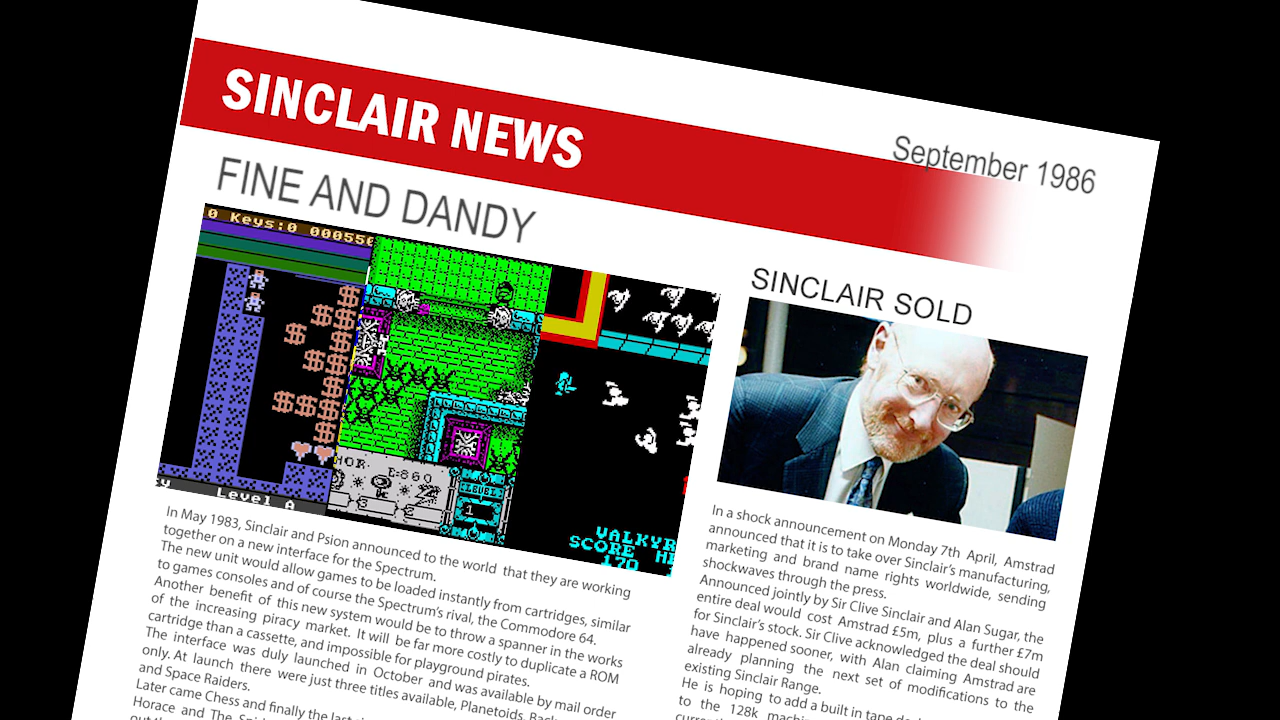 SINCLAIR NEWS
September 1986
FINE AND DANDY
0 Keys:0 000550
Level A
HOR. E:860
LEVEL
1
VALKYR
SCORE
170
In May 1983, Sinclair and Psion announced to the world that they are working
together on a new interface for the Spectrum.
The new unit would allow games to be loaded instantly from cartridges, similar
to games consoles and of course the Spectrum's rival, the Commodore 64.
Another benefit of this new system would be to throw a spanner in the works
of the increasing piracy market. It will be far more costly to duplicate a ROM
cartridge than a cassette, and impossible for playground pirates.
The interface was duly launched in October and was available by mail order
only. At launch there were just three titles available, Planetoids,
and Space Raiders.
Later came Chess and finally the last
Horace and The
SINCLAIR SOLD
In a shock announcement on Monday 7th April, Amstrad
announced that it is to take over Sinclair's manufacturing,
marketing and brand name rights worldwide, sending
shockwaves through the press.
Announced jointly by Sir Clive Sinclair and Alan Sugar, the
entire deal would cost Amstrad £5m, plus a further £7m
for Sinclair's stock. Sir Clive acknowledged the deal should
have happened sooner, with Alan claiming Amstrad are
already planning the next set of modifications to the
existing Sinclair Range.
He is hoping to add a built in tape
to the 128k